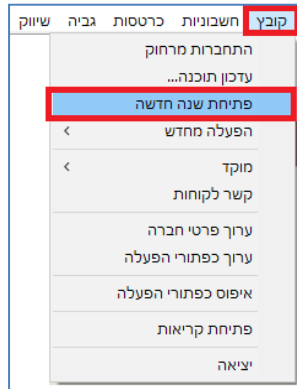 קובץ חשבוניות כרטסות גביה שיווק
התחברות מרחוק
עדכון תוכנה...
פתיחת שנה חדשה
הפעלה מחדש
מוקד
קשר לקוחות
ערוך פרטי חברה
ערוך כפתורי הפעלה
איפוס כפתורי הפעלה
פתיחת קריאות
יציאה